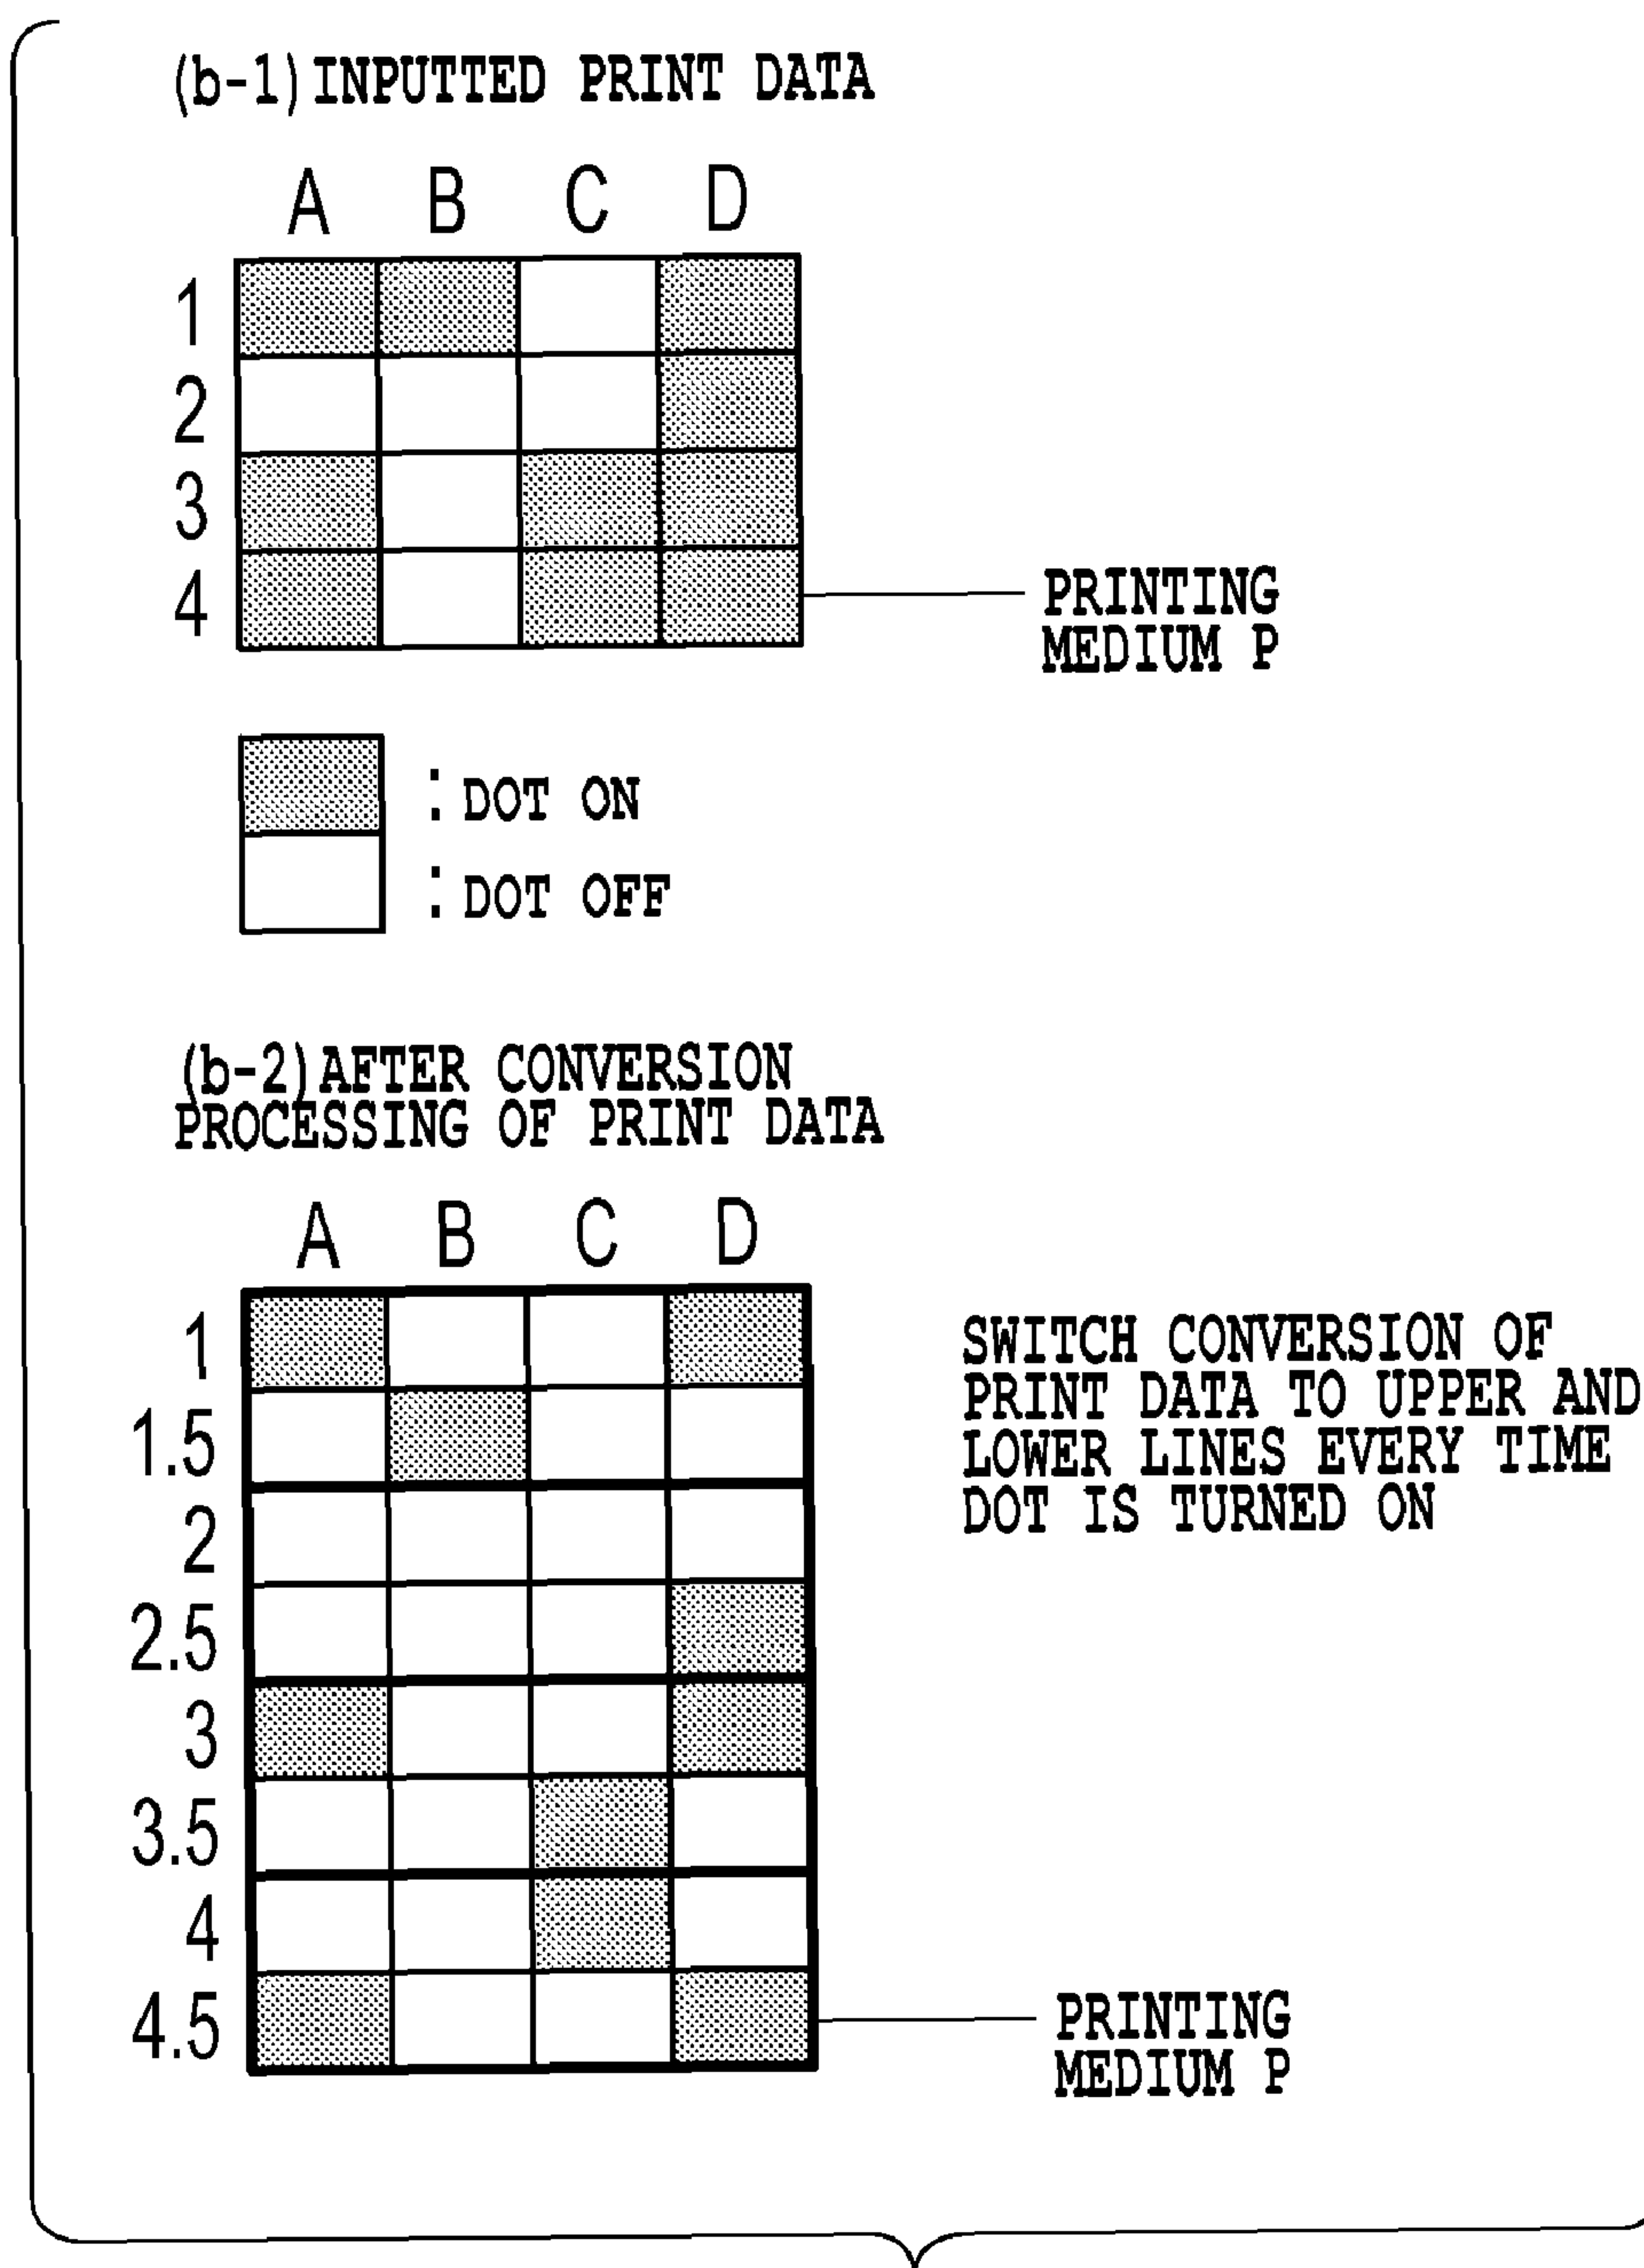 (b-1) INPUTTED PRINT DATA
A B C D
1
2
3
4
PRINTING
MEDIUM P
: DOT ON
: DOT OFF
(b-2) AFTER CONVERSION
PROCESSING OF PRINT DATA
A B C D
1
1.5
2
2.5
3
3.5
4
4.5
SWITCH CONVERSION OF
PRINT DATA TO UPPER AND
LOWER LINES EVERY TIME
DOT IS TURNED ON
PRINTING
MEDIUM P